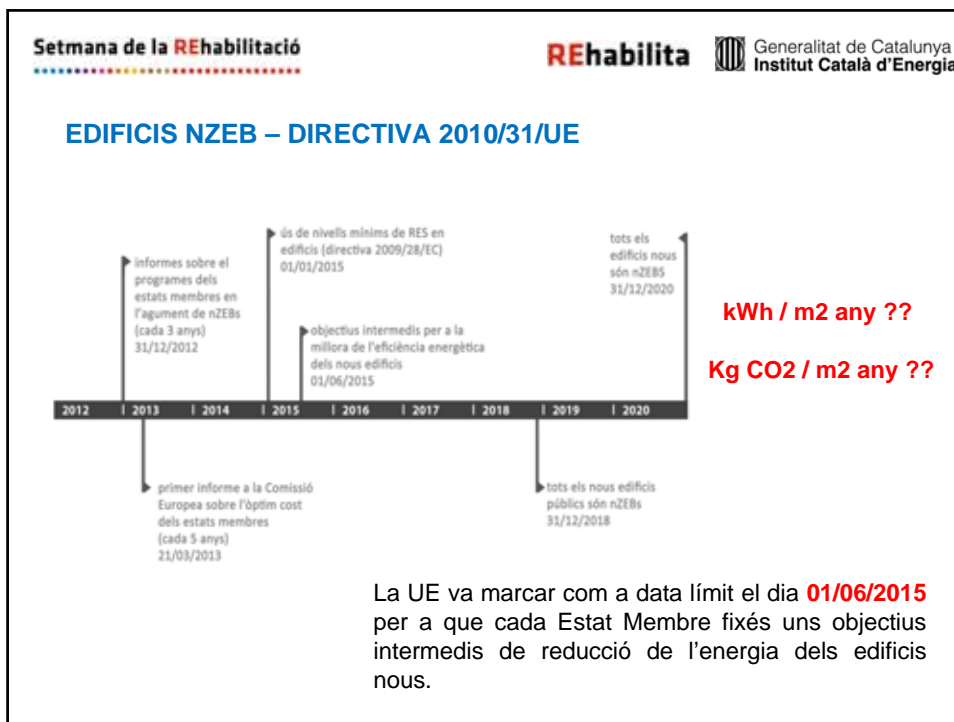 Setmana de la REhabilitació
REhabilita
Generalitat de Catalunya
Institut Català d'Energia
EDIFICIS NZEB – DIRECTIVA 2010/31/UE
informes sobre el
programes dels
estats membres en
l'agument de nZEBs
(cada 3 anys)
31/12/2012
ús de nivells mínims de RES en
edificis (directiva 2009/28/EC)
01/01/2015
objectius intermedis per a la
millora de l'eficiència energètica
dels nous edificis
01/06/2015
tots els
edificis nous
són nZEBS
31/12/2020
kWh / m2 any ??
Kg CO2 / m2 any ??
2012 | 2013 | 2014 | 2015 | 2016 | 2017 | 2018 | 2019 | 2020
primer informe a la Comissió
Europea sobre l'òptim cost
dels estats membres
(cada 5 anys)
21/03/2013
tots els nous edificis
públics són nZEBs
31/12/2018
La UE va marcar com a data límit el dia 01/06/2015
per a que cada Estat Membre fixés uns objectius
intermedis de reducció de l'energia dels edificis
nous.